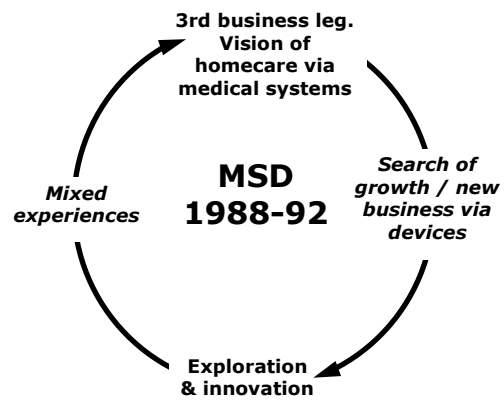 3rd business leg.
Vision of
homecare via
medical systems
Search of
growth / new
business via
devices
MSD
1988-92
Mixed
experiences
Exploration
& innovation